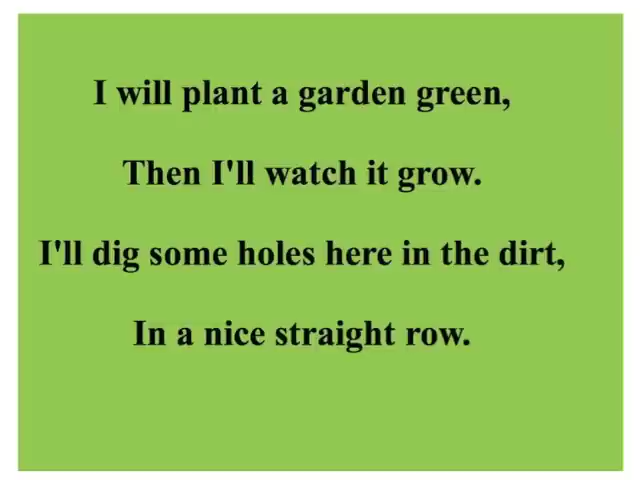 I will plant a garden green,
Then I'll watch it grow.
I'll dig some holes here in the dirt,
In a nice straight row.